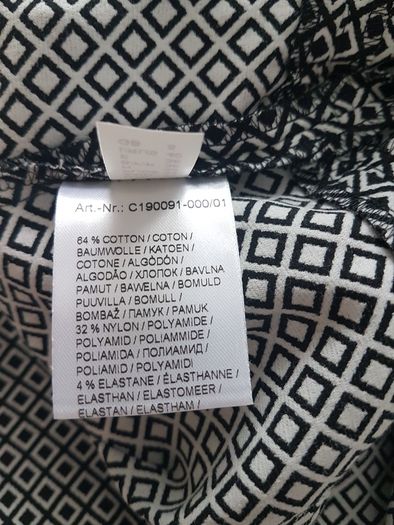 Art.-Nr.: C190091-000/01
64 % COTTON / COTON /
BAUMWOLLE / KATOEN /
COTONE / ALGODÓN /
ALGODÃO / ХЛОПОК / BAVLNA
PAMUT / BAWEŁNA / BOMULD
PUUVILLA / BOMULL /
BOMBAŽ / ПАМУК / PAMUK
32 % NYLON / POLYAMIDE /
POLYAMID / POLIAMMIDE /
POLIAMIDA / ПОЛИАМИД /
POLIAMID / POLYAMIDI
4 % ELASTANE / ÉLASTHANNE /
ELASTHAN / ELASTOMEER /
ELASTAN / ELASTHAM /